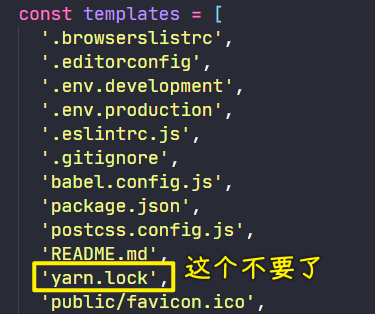 const templates = [
'.browserslistrc',
'.editorconfig',
'.env.development',
'.env.production',
'.eslintrc.js',
'.gitignore',
'babel.config.js',
'package.json',
'postcss.config.js',
'README.md',
'yarn.lock', 这个不要了
'public/favicon.ico',